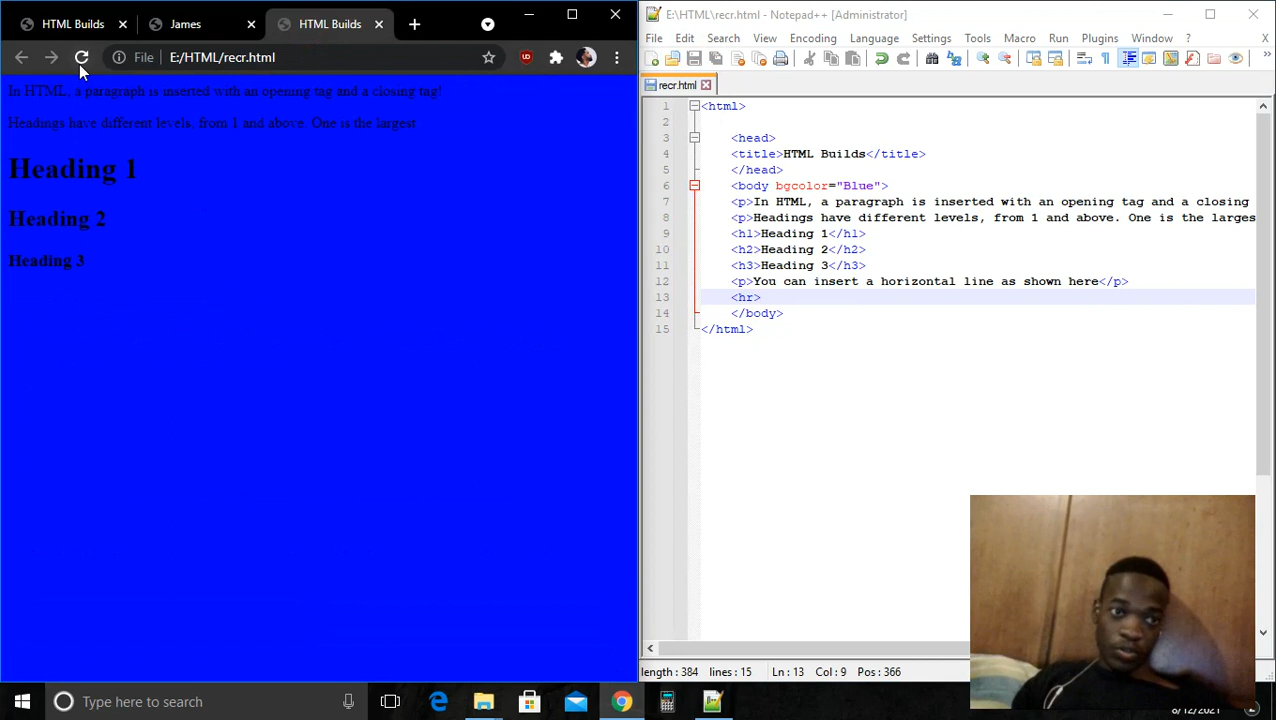 HTML Builds
James
HTML Builds
File
E:/HTML/recr.html
In HTML, a paragraph is inserted with an opening tag and a closing tag!
Headings have different levels, from 1 and above. One is the largest
Heading 1
Heading 2
Heading 3
E:\HTML\recr.html - Notepad++ [Administrator]
File Edit Search View Encoding Language Settings Tools Macro Run Plugins Window ? X
recr.html
1 <html>
2
3 <head>
4 <title>HTML Builds</title>
5 </head>
6 <body bgcolor="Blue">
7 <p>In HTML, a paragraph is inserted with an opening tag and a closing
8 <p>Headings have different levels, from 1 and above. One is the larges
9 <h1>Heading 1</h1>
10 <h2>Heading 2</h2>
11 <h3>Heading 3</h3>
12 <p>You can insert a horizontal line as shown here</p>
13 <hr>
14 </body>
15 </html>
length : 384 lines : 15 Ln : 13 Col : 9 Pos : 366
Type here to search
8/12/2021
2